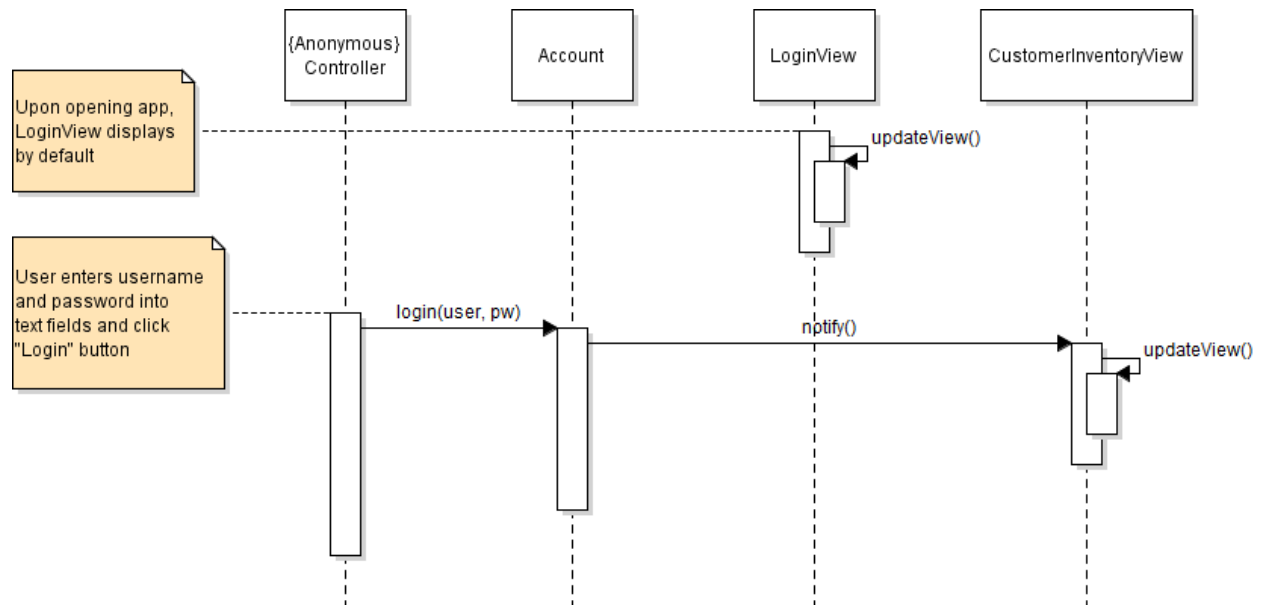 {Anonymous}
Controller
Account
LoginView
CustomerInventoryView
Upon opening app,
LoginView displays
by default
updateView()
User enters username
and password into
text fields and click
"Login" button
login(user, pw)
notify()
updateView()